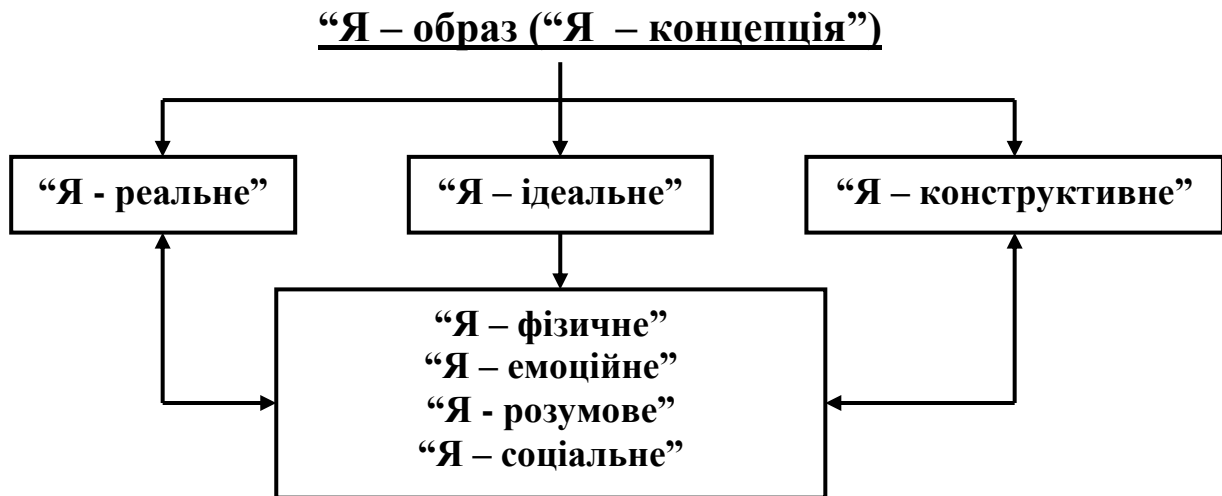 “Я – образ (“Я – концепція”)
“Я - реальне”
“Я – ідеальне”
“Я – конструктивне”
“Я – фізичне”
“Я – емоційне”
“Я - розумове”
“Я – соціальне”